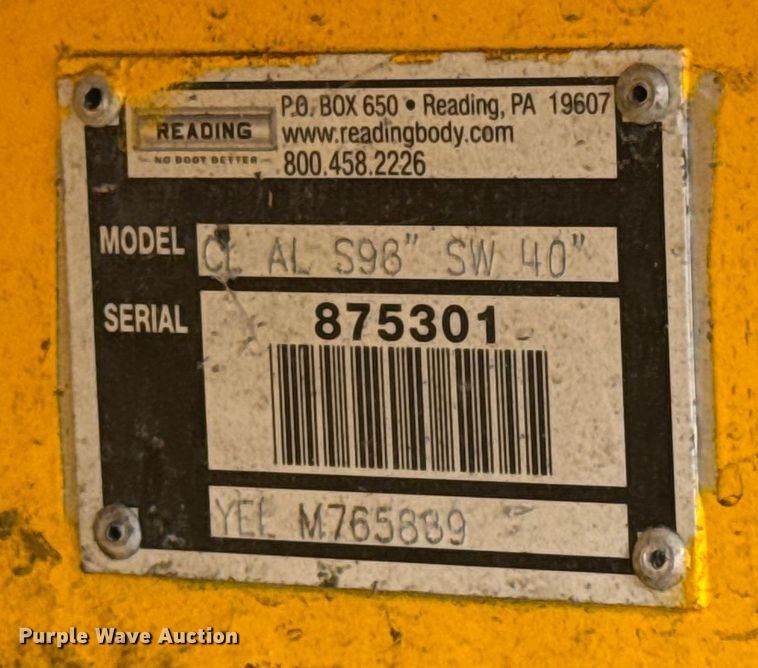 READING
NO BODY BETTER
P.O. BOX 650 • Reading, PA 19607
www.readingbody.com
800.458.2226
MODEL CL AL S98" SW 40"
SERIAL 875301
YEL M765889
Purple Wave Auction